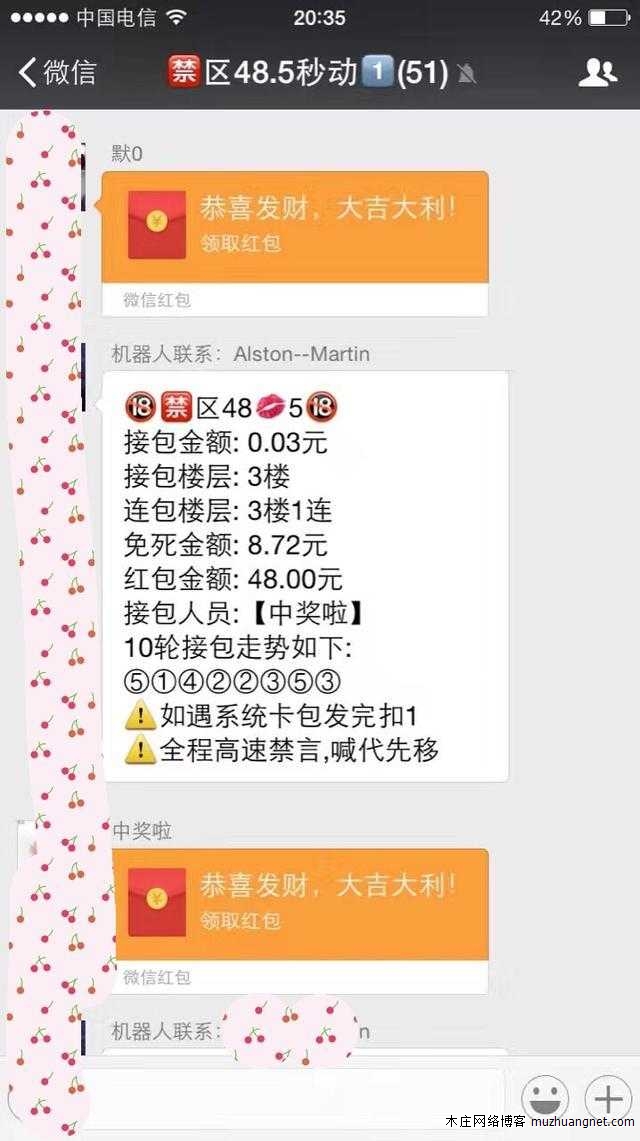 中国电信
20:35
42%
微信
禁区48.5秒动1(51)
默0
恭喜发财，大吉大利！
领取红包
微信红包
机器人联系：Alston--Martin
🔞禁区48💋5🔞
接包金额: 0.03元
接包楼层: 3楼
连包楼层: 3楼1连
免死金额: 8.72元
红包金额: 48.00元
接包人员:【中奖啦】
10轮接包走势如下:
⑤①④②②③⑤③
⚠️如遇系统卡包发完扣1
⚠️全程高速禁言,喊代先移
中奖啦
恭喜发财，大吉大利！
领取红包
微信红包
机器人联系:
n
木庄网络博客 muzhuangnet.com